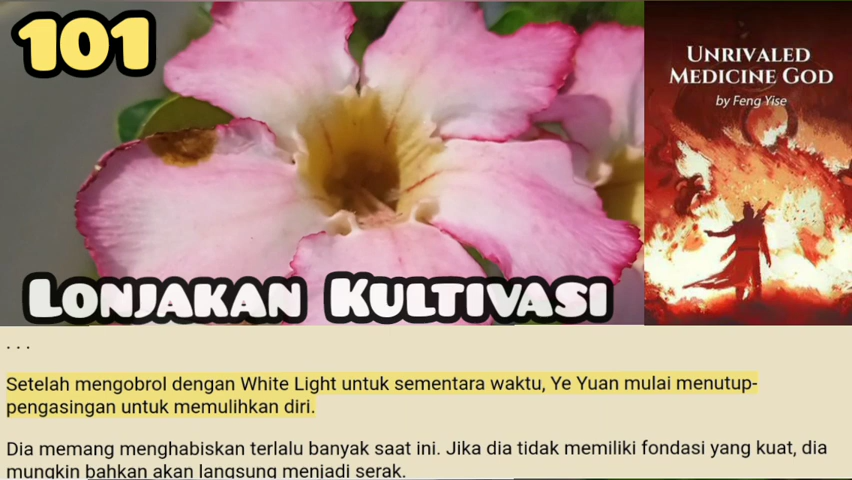 101
UNRIVALED
MEDICINE GOD
by Feng Yise
LONJAKAN KULTIVASI
. . .
Setelah mengobrol dengan White Light untuk sementara waktu, Ye Yuan mulai menutup-
pengasingan untuk memulihkan diri.
Dia memang menghabiskan terlalu banyak saat ini. Jika dia tidak memiliki fondasi yang kuat, dia
mungkin bahkan akan langsung menjadi serak.